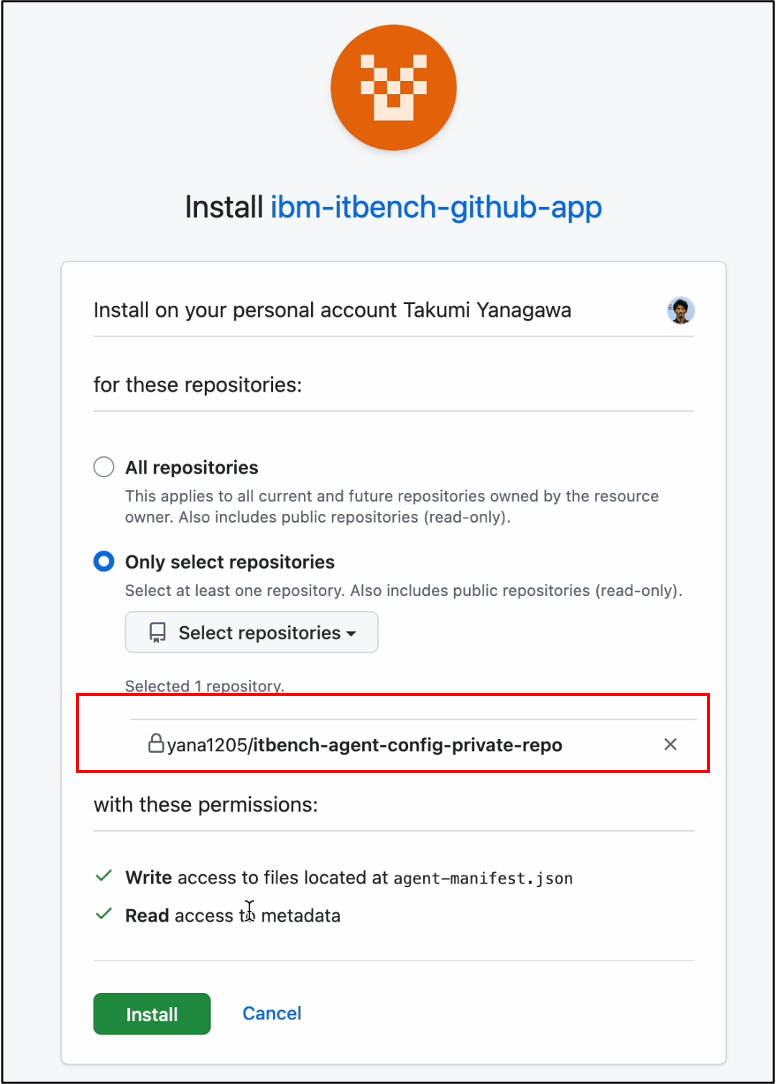 Install ibm-itbench-github-app
Install on your personal account Takumi Yanagawa
for these repositories:
All repositories
This applies to all current and future repositories owned by the resource
owner. Also includes public repositories (read-only).
Only select repositories
Select at least one repository. Also includes public repositories (read-only).
Select repositories
Selected 1 repository.
yana1205/itbench-agent-config-private-repo
with these permissions:
Write access to files located at agent-manifest.json
Read access to metadata
Install Cancel